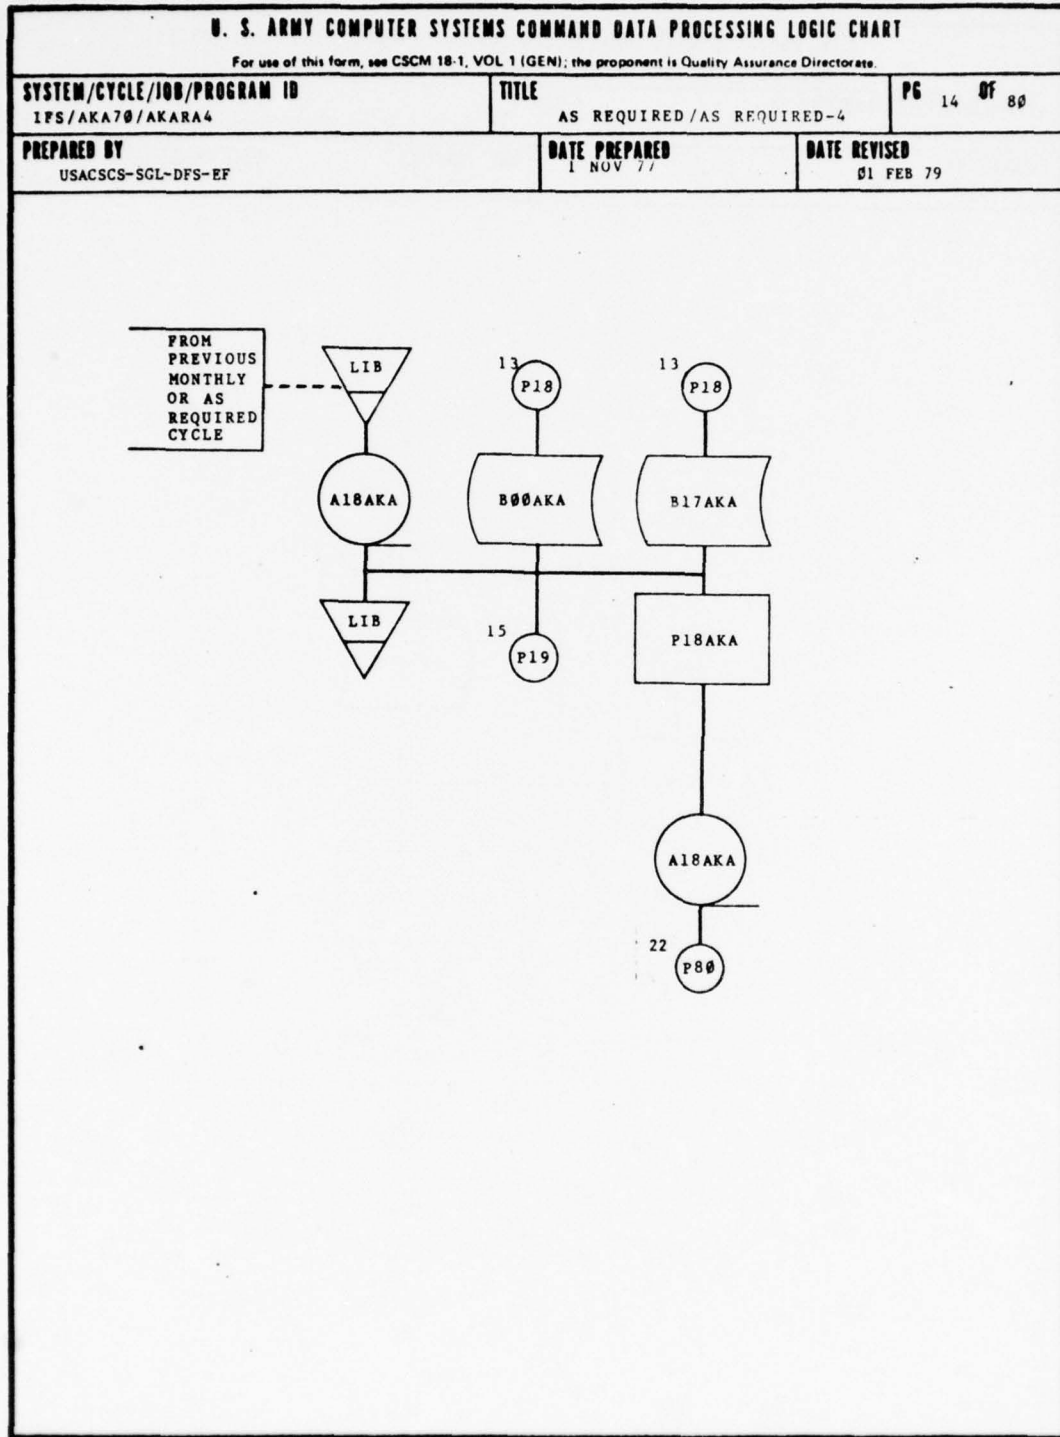 U. S. ARMY COMPUTER SYSTEMS COMMAND DATA PROCESSING LOGIC CHART
For use of this form, see CSCM 18-1, VOL 1 (GEN); the proponent is Quality Assurance Directorate.
SYSTEM/CYCLE/JOB/PROGRAM ID
IFS/AKA70/AKARA4
TITLE
AS REQUIRED/AS REQUIRED-4
PG 14 OF 80
PREPARED BY
USACSCS-SGL-DFS-EF
DATE PREPARED
1 NOV 77
DATE REVISED
01 FEB 79
FROM
PREVIOUS
MONTHLY
OR AS
REQUIRED
CYCLE
LIB
13
P18
13
P18
A18AKA
B00AKA
B17AKA
LIB
15
P19
P18AKA
A18AKA
22
P80